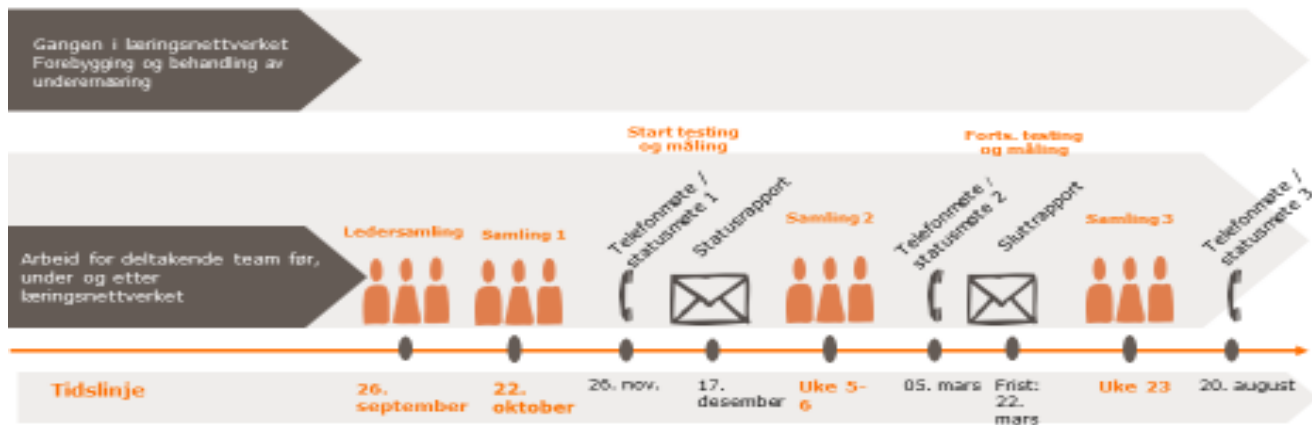 Gangen i læringsnettverket
Forebygging og behandling av
underernæring
Start testing
og måling
Forts. testing
og måling
Ledersamling
Samling 1
Telefonmøte /
statusmøte 1
Statusrapport
Samling 2
Telefonmøte /
statusmøte 2
Sluttrapport
Samling 3
Telefonmøte /
statusmøte 3
Arbeid for deltakende team før,
under og etter
læringsnettverket
Tidslinje
26.
september
22.
oktober
26. nov.
17.
desember
Uke 5-
6
05. mars
Frist:
22.
mars
Uke 23
20. august